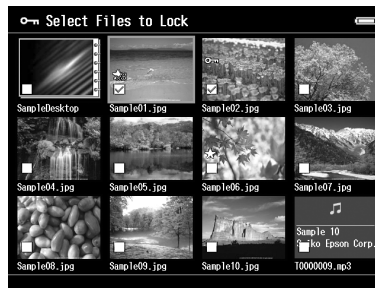 Select Files to Lock
SampleDesktop
Sample01.jpg
Sample02.jpg
Sample03.jpg
Sample04.jpg
Sample05.jpg
Sample06.jpg
Sample07.jpg
Sample 10
Seiko Epson Corp.
Sample08.jpg
Sample09.jpg
Sample10.jpg
T0000009.mp3